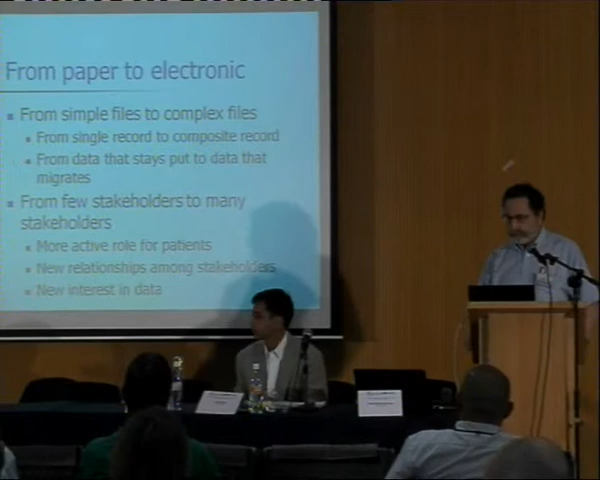 From paper to electronic
From simple files to complex files
From single record to composite record
From data that stays put to data that
migrates
From few stakeholders to many
stakeholders
More active role for patients
New relationships among stakeholders
New interest in data